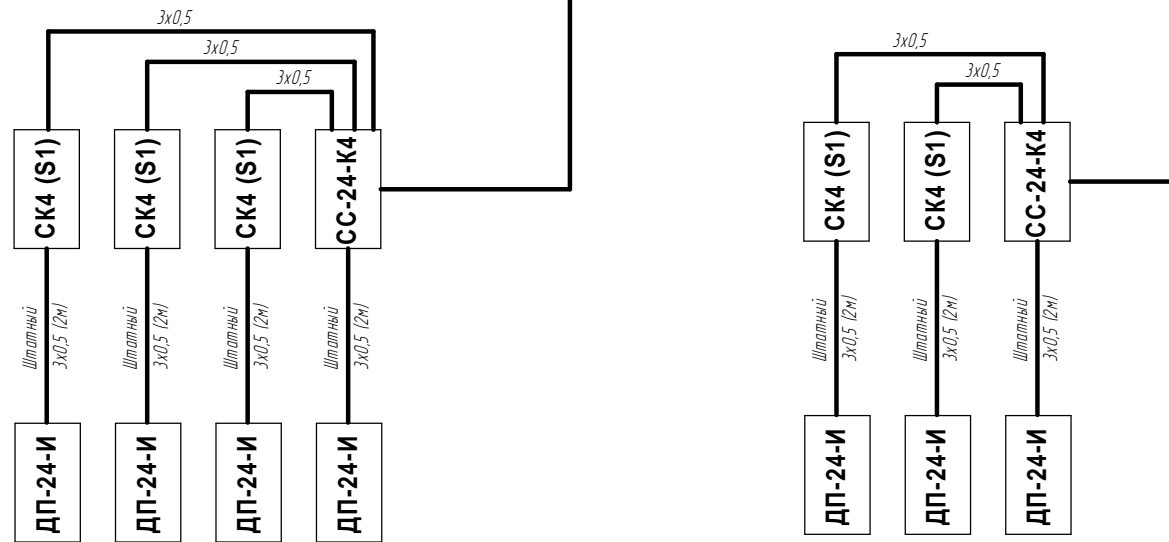 3х0,5
3х0,5
3х0,5
СК4 (S1)
СК4 (S1)
СК4 (S1)
СС-24-К4
Штатный
3х0,5 (2м)
Штатный
3х0,5 (2м)
Штатный
3х0,5 (2м)
Штатный
3х0,5 (2м)
ДП-24-И
ДП-24-И
ДП-24-И
ДП-24-И
3х0,5
3х0,5
СК4 (S1)
СК4 (S1)
СС-24-К4
Штатный
3х0,5 (2м)
Штатный
3х0,5 (2м)
Штатный
3х0,5 (2м)
ДП-24-И
ДП-24-И
ДП-24-И